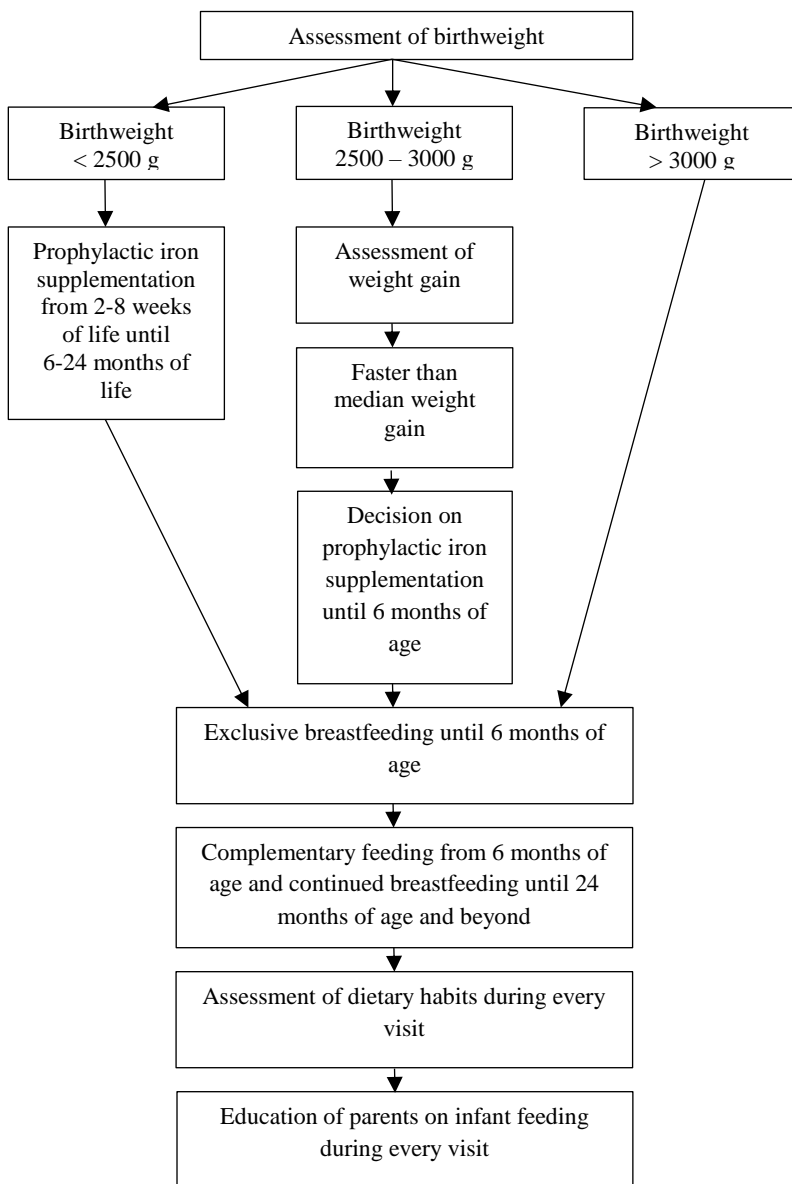 Assessment of birthweight
Birthweight
< 2500 g
Birthweight
2500 – 3000 g
Birthweight
> 3000 g
Prophylactic iron
supplementation
from 2-8 weeks
of life until
6-24 months of
life
Assessment of
weight gain
Faster than
median weight
gain
Decision on
prophylactic iron
supplementation
until 6 months of
age
Exclusive breastfeeding until 6 months of
age
Complementary feeding from 6 months of
age and continued breastfeeding until 24
months of age and beyond
Assessment of dietary habits during every
visit
Education of parents on infant feeding
during every visit